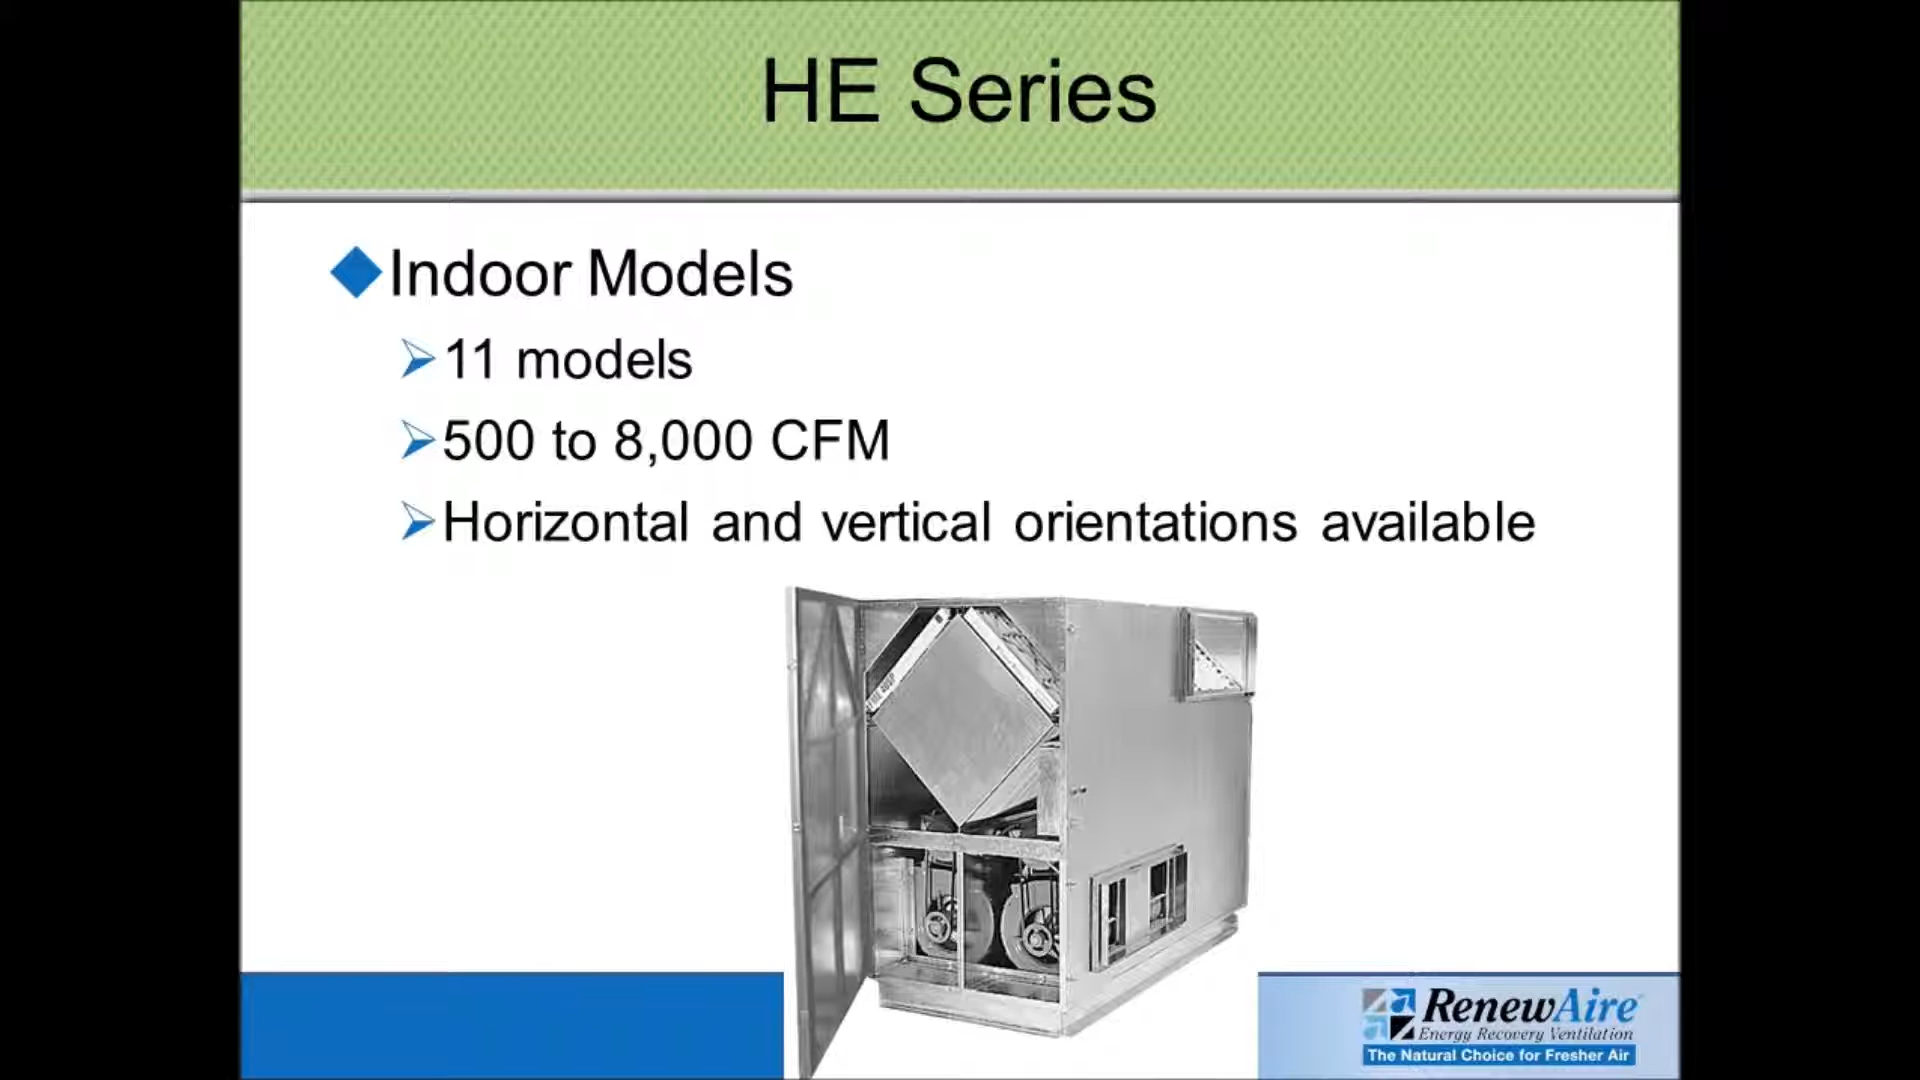 HE Series
Indoor Models
11 models
500 to 8,000 CFM
Horizontal and vertical orientations available
RenewAire
Energy Recovery Ventilation
The Natural Choice for Fresher Air